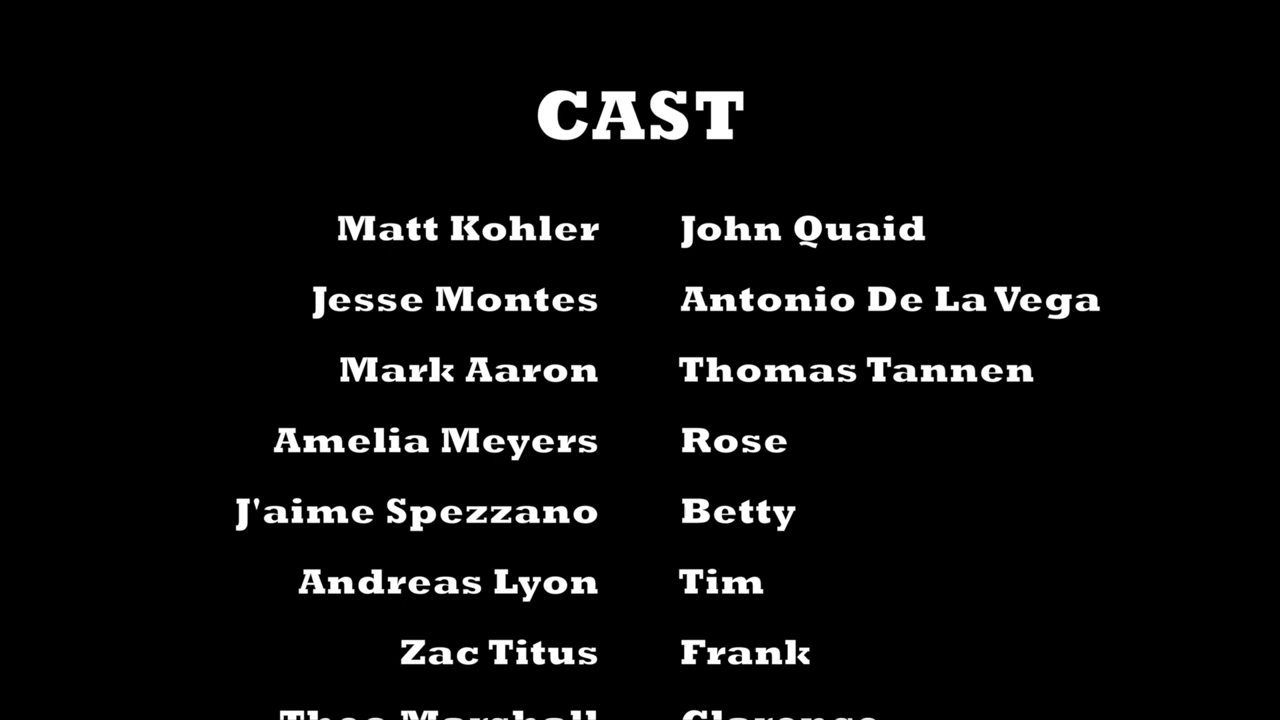 CAST
Matt Kohler John Quaid
Jesse Montes Antonio De La Vega
Mark Aaron Thomas Tannen
Amelia Meyers Rose
J'aime Spezzano Betty
Andreas Lyon Tim
Zac Titus Frank